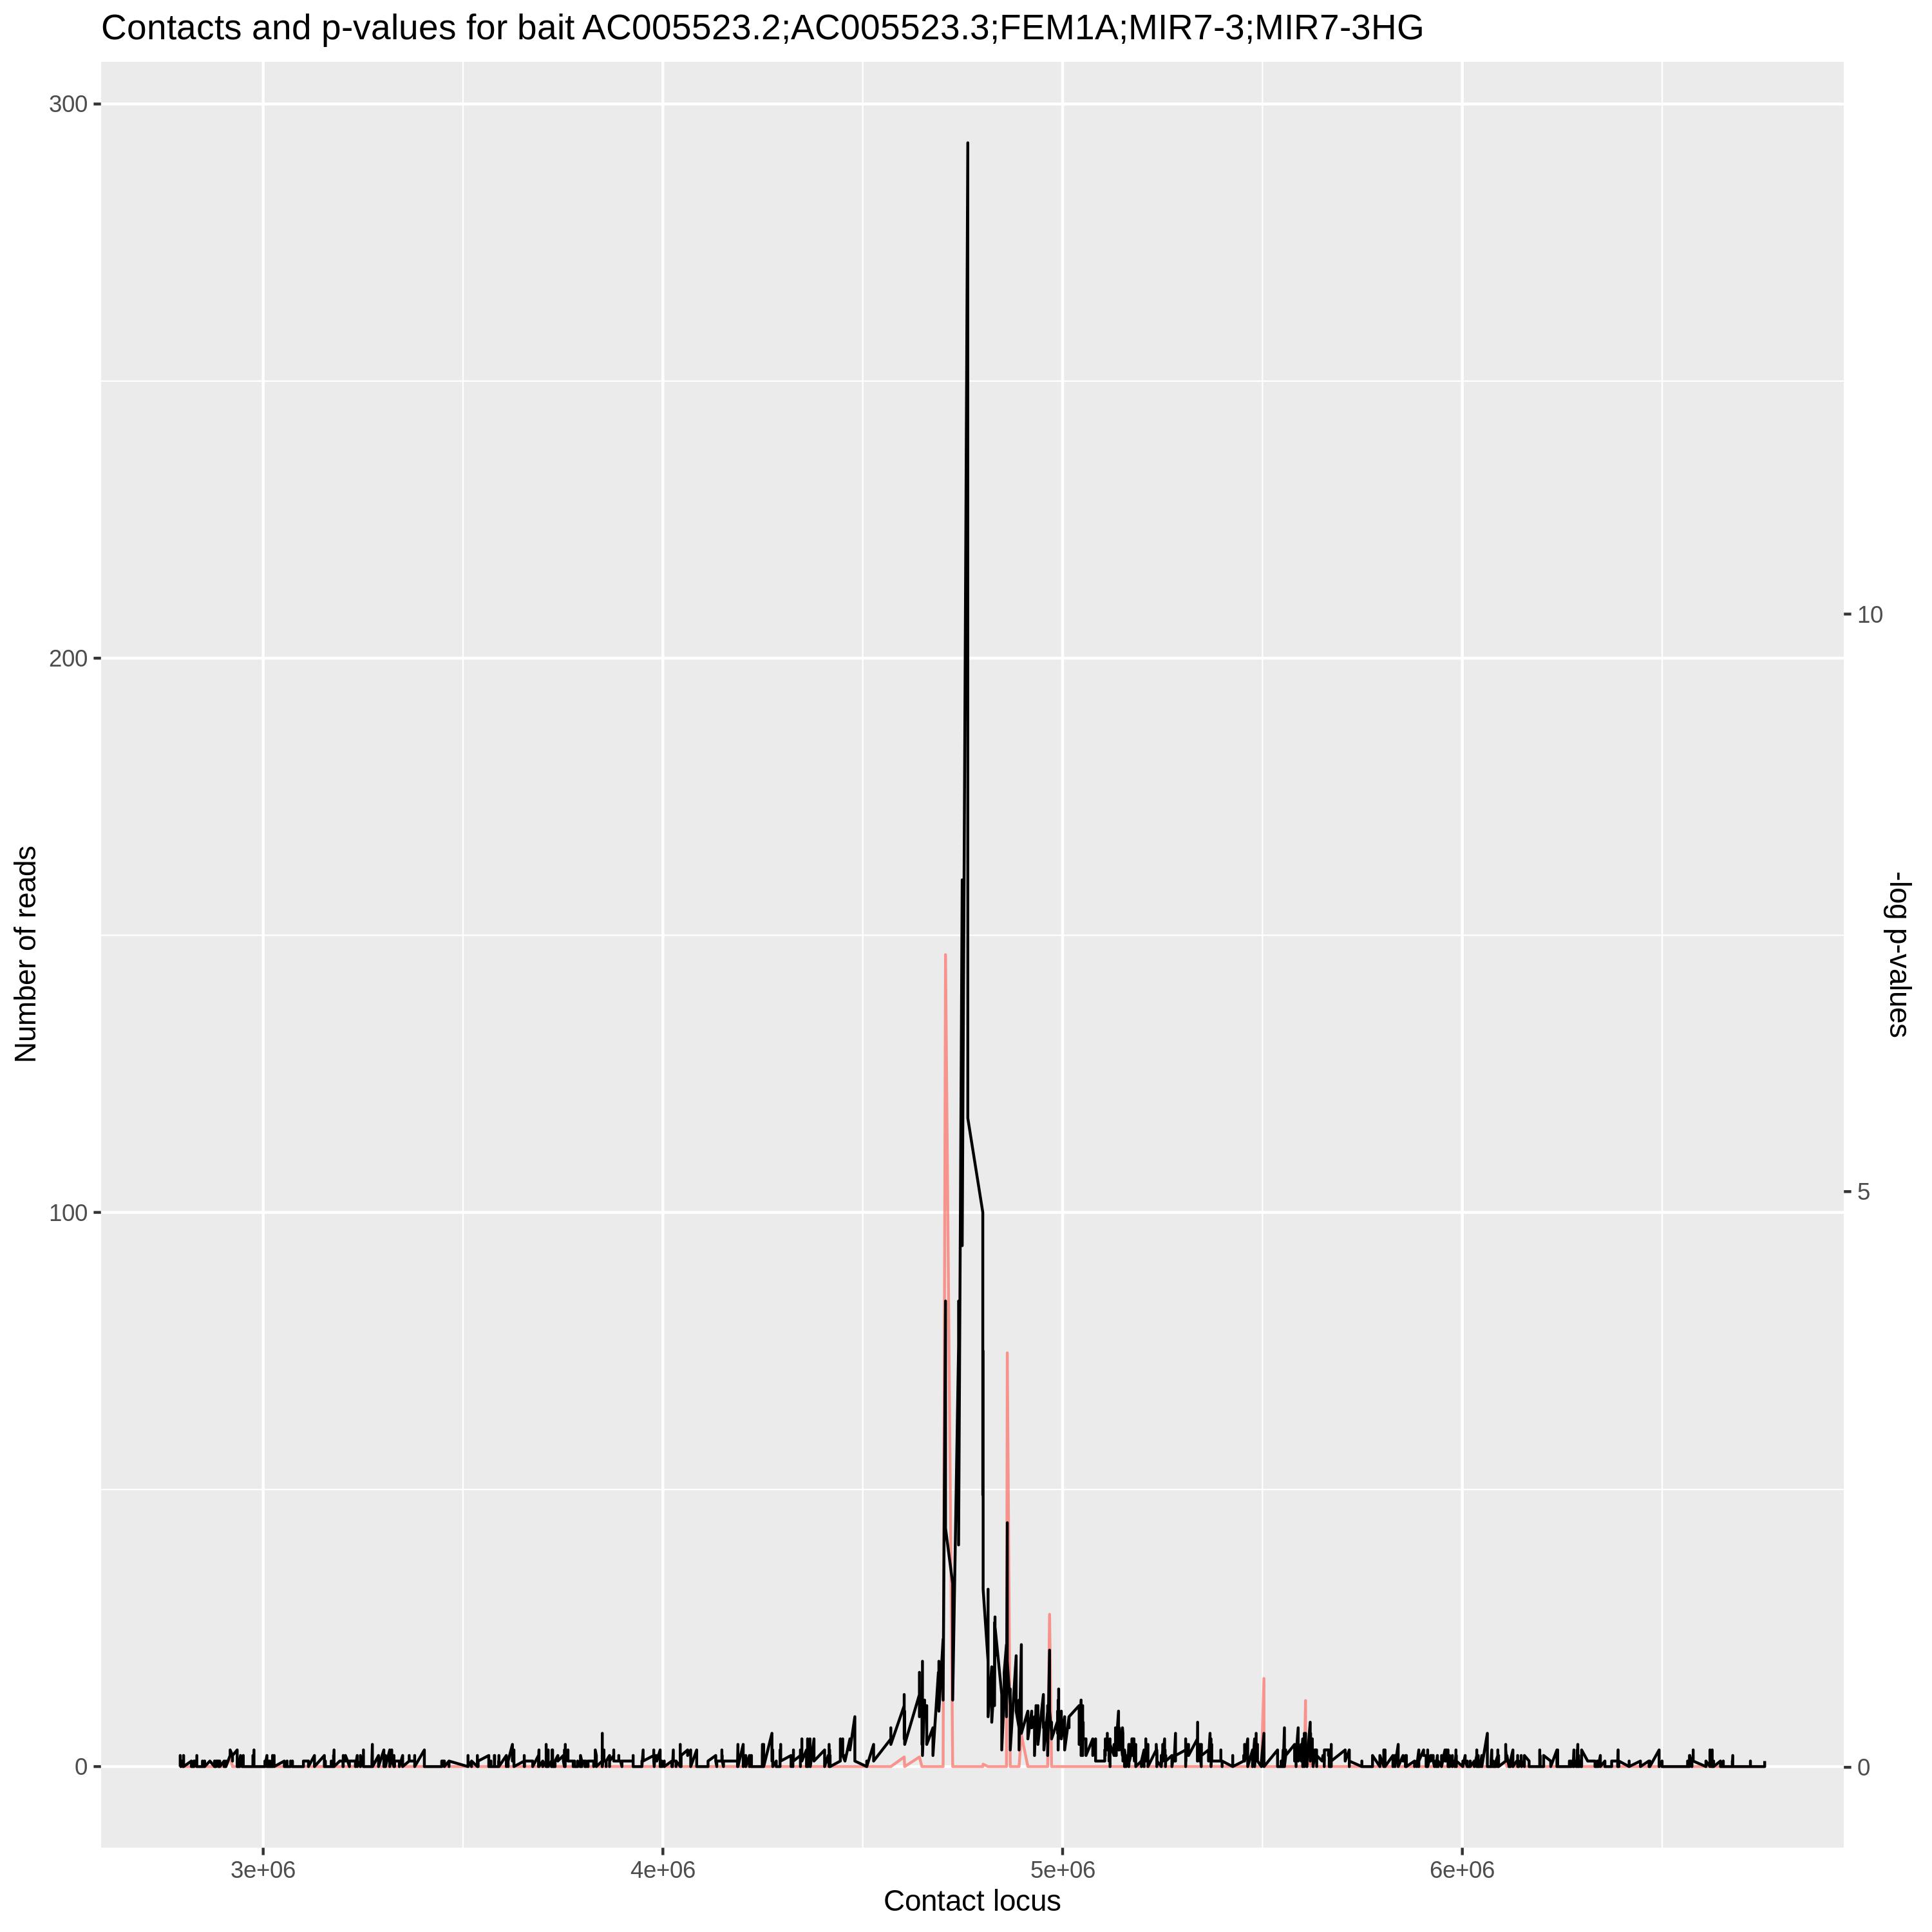 Contacts and p-values for bait AC005523.2;AC005523.3;FEM1A;MIR7-3;MIR7-3HG
300
200
100
0
Number of reads
10
5
0
-log p-values
3e+06
4e+06
5e+06
6e+06
Contact locus